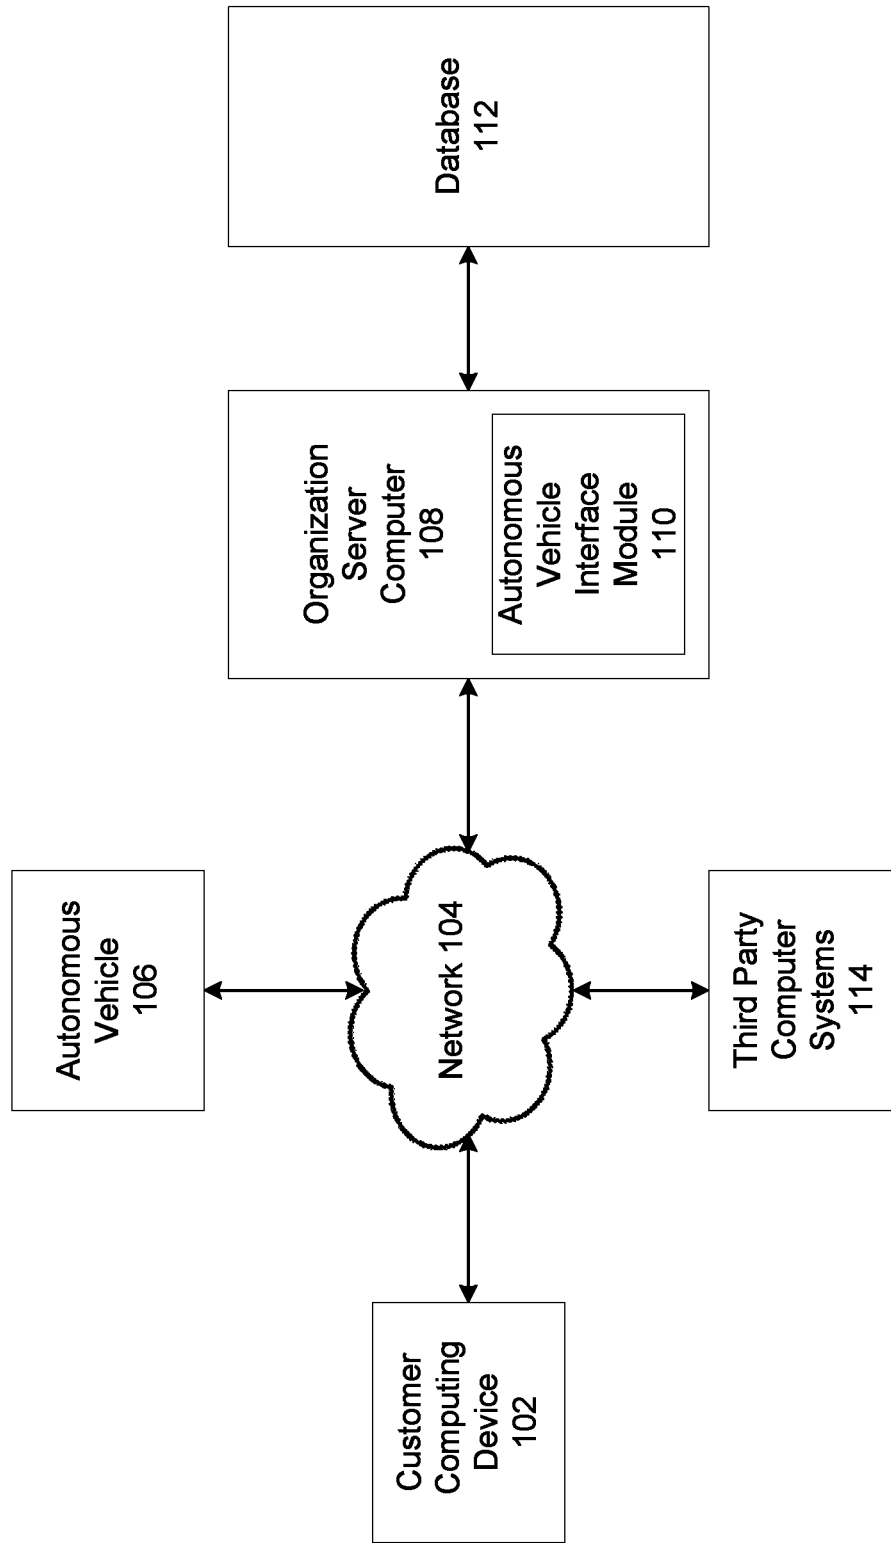 Autonomous
Vehicle
106
Customer
Computing
Device
102
Network 104
Organization
Server
Computer
108
Autonomous
Vehicle
Interface
Module
110
Database
112
Third Party
Computer
Systems
114